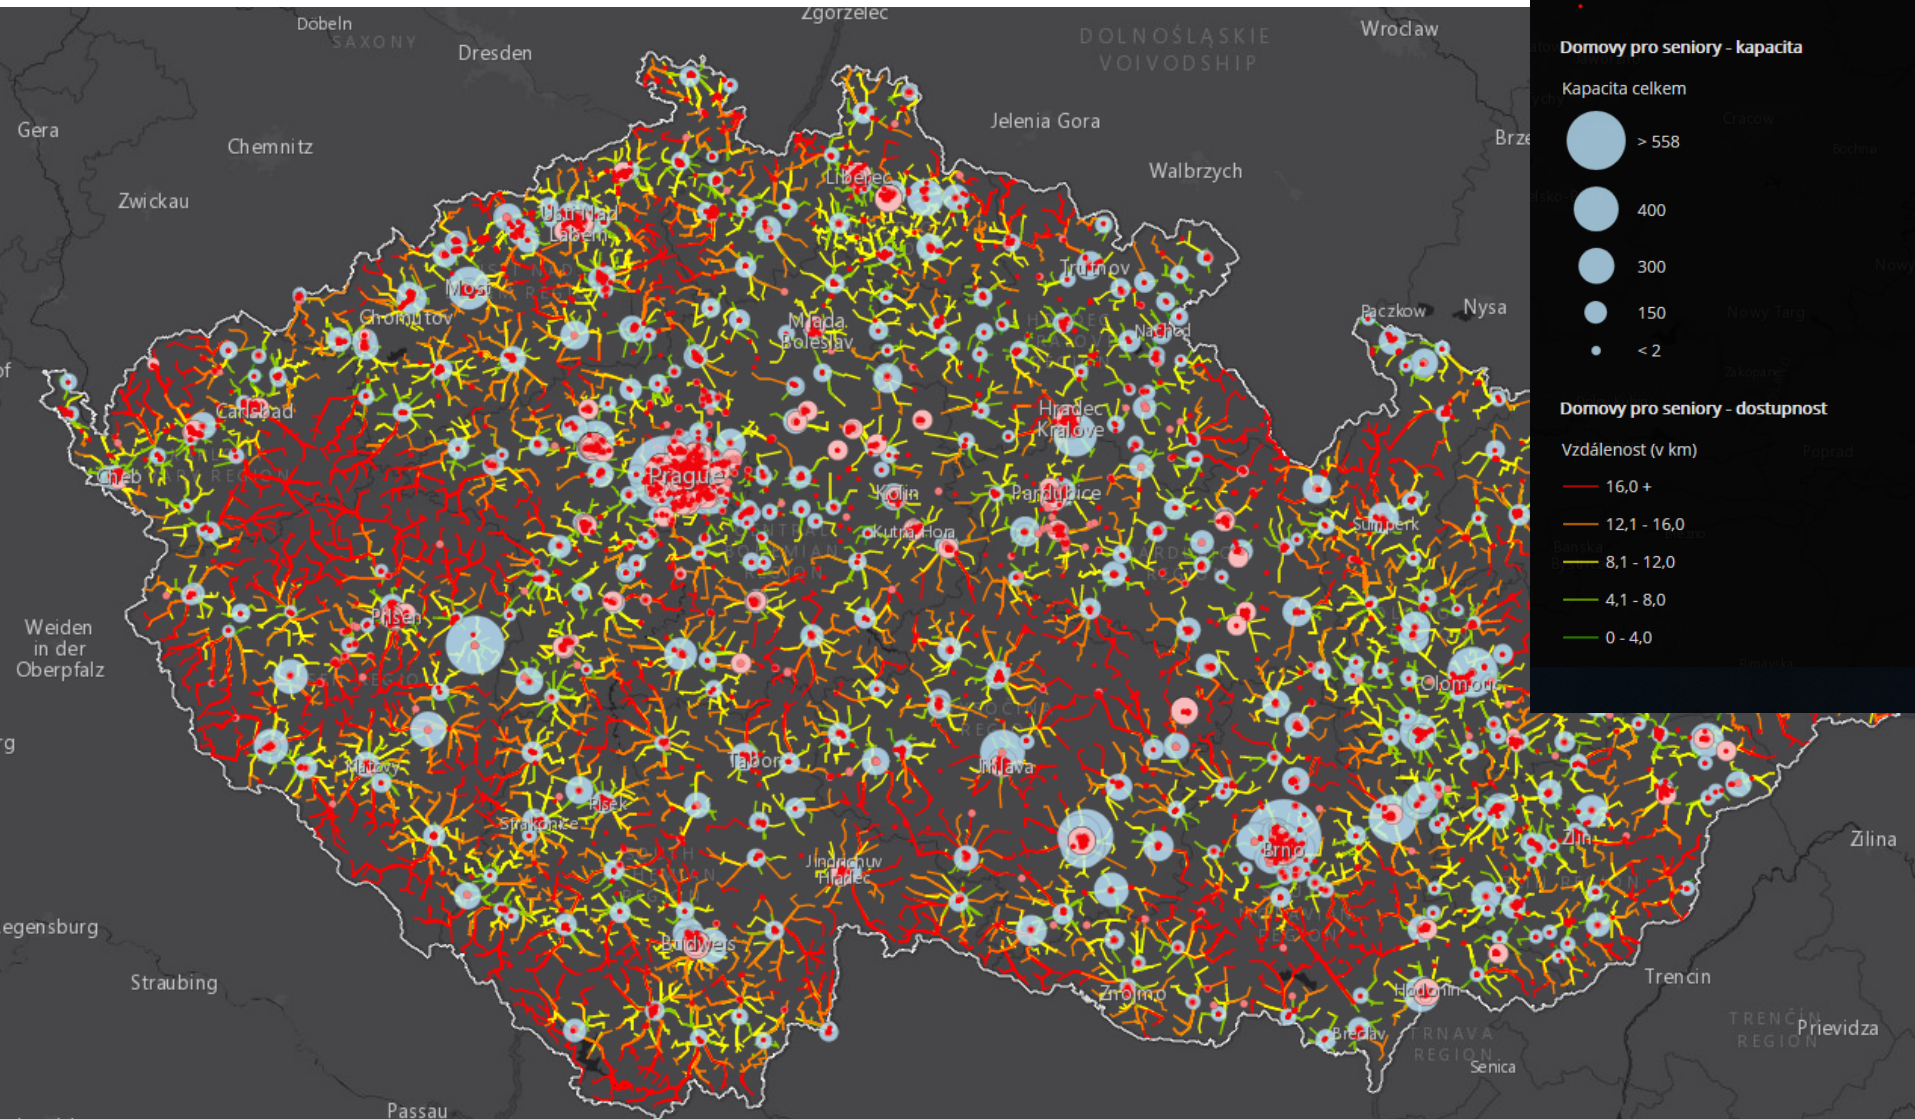 Zgorzelec
Döbeln
SAXONY
Dresden
DOLNOŚLĄSKIE
VOIVODSHIP
Wroclaw
Gera
Chemnitz
Jelenia Gora
Walbrzych
Zwickau
Liberec
Usti Nad
Labem
Most
Chomutov
Trutnov
Mlada
Boleslav
Nachod
Paczkow
Nysa
Carlsbad
Hradec
Kralove
Cheb
Prague
Kolin
Pardubice
Kutna Hora
Sumperk
CENTRAL
BOHEMIAN
REGION
Pilsen
Weiden
in der
Oberpfalz
Olomouc
Klatovy
Tabor
Jihlava
Pisek
Strakonice
Brno
Zlin
Zilina
Jindrichuv
Hradec
Budweis
Straubing
Znojmo
Hodonin
Trencin
Breclav
TRNAVA
REGION
TRENČÍN
REGION
Prievidza
Senica
Passau
Domovy pro seniory - kapacita
Kapacita celkem
> 558
400
300
150
< 2
Domovy pro seniory - dostupnost
Vzdálenost (v km)
16,0 +
12,1 - 16,0
8,1 - 12,0
4,1 - 8,0
0 - 4,0